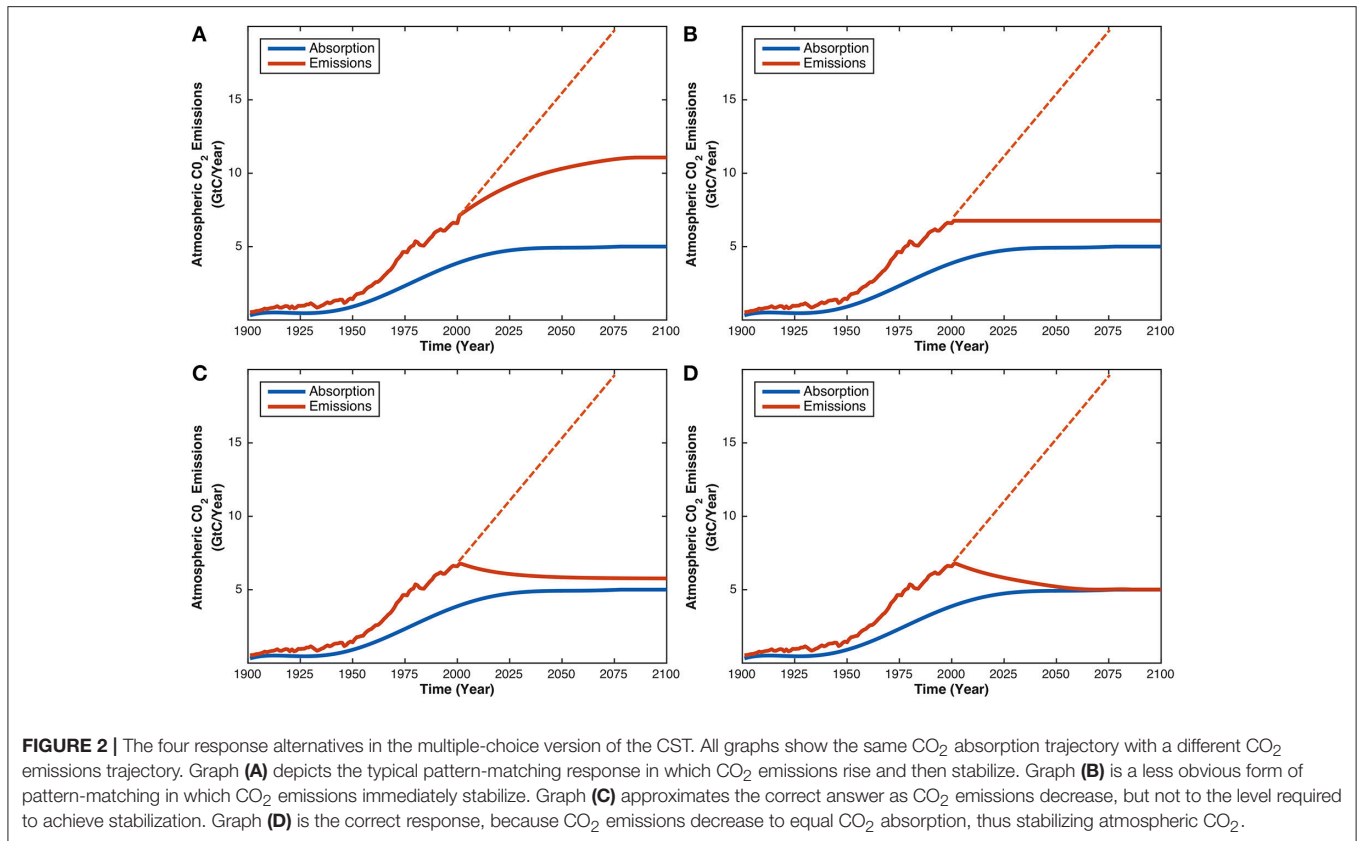 A
Absorption
Emissions
Atmospheric C0₂ Emissions
(GtC/Year)
15
10
5
1900 1925 1950 1975 2000 2025 2050 2075 2100
Time (Year)
B
Absorption
Emissions
Atmospheric C0₂ Emissions
(GtC/Year)
15
10
5
1900 1925 1950 1975 2000 2025 2050 2075 2100
Time (Year)
C
Absorption
Emissions
Atmospheric C0₂ Emissions
(GtC/Year)
15
10
5
1900 1925 1950 1975 2000 2025 2050 2075 2100
Time (Year)
D
Absorption
Emissions
Atmospheric C0₂ Emissions
(GtC/Year)
15
10
5
1900 1925 1950 1975 2000 2025 2050 2075 2100
Time (Year)
FIGURE 2 | The four response alternatives in the multiple-choice version of the CST. All graphs show the same CO₂ absorption trajectory with a different CO₂
emissions trajectory. Graph (A) depicts the typical pattern-matching response in which CO₂ emissions rise and then stabilize. Graph (B) is a less obvious form of
pattern-matching in which CO₂ emissions immediately stabilize. Graph (C) approximates the correct answer as CO₂ emissions decrease, but not to the level required
to achieve stabilization. Graph (D) is the correct response, because CO₂ emissions decrease to equal CO₂ absorption, thus stabilizing atmospheric CO₂.